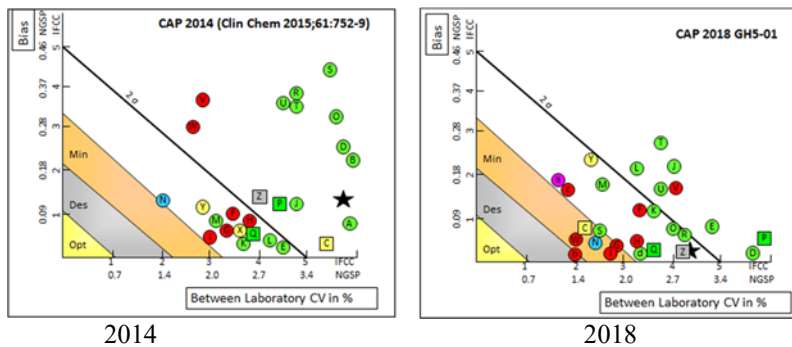 CAP 2014 (Clin Chem 2015;61:752-9)
Bias
NGSP
IFCC
0.46
0.37
0.28
0.18
0.09
5
4
3
2
1
2 σ
Min
Des
Opt
S
R
U
T
V
W
O
D
B
N
Y
Z
P
J
M
F
H
G
I
X
Q
K
L
E
A
C
1 2 3 4 5 IFCC
0.7 1.4 2.0 2.7 3.4 NGSP
Between Laboratory CV in %
2014
CAP 2018 GH5-01
Bias
NGSP
IFCC
0.46
0.37
0.28
0.18
0.09
5
4
3
2
1
2 σ
Min
Des
Opt
T
Y
L
J
a
M
U
V
K
C
S
O
R
E
P
W
N
G
H
Q
Z
b
I
d
D
1 2 3 4 5 IFCC
0.7 1.4 2.0 2.7 3.4 NGSP
Between Laboratory CV in %
2018